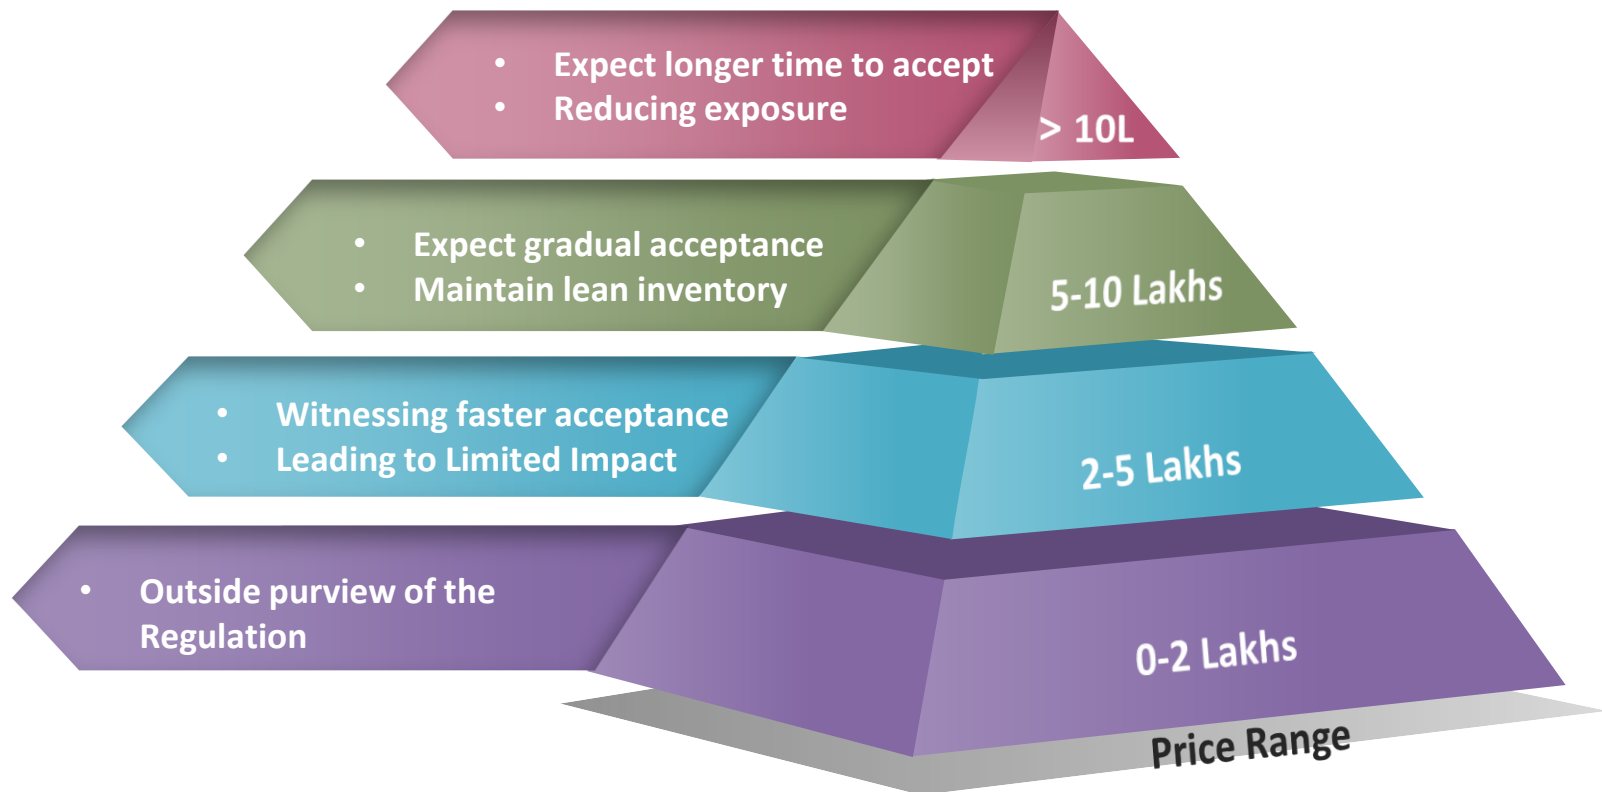 • Expect longer time to accept
• Reducing exposure
> 10L
• Expect gradual acceptance
• Maintain lean inventory
5-10 Lakhs
• Witnessing faster acceptance
• Leading to Limited Impact
2-5 Lakhs
• Outside purview of the
Regulation
0-2 Lakhs
Price Range